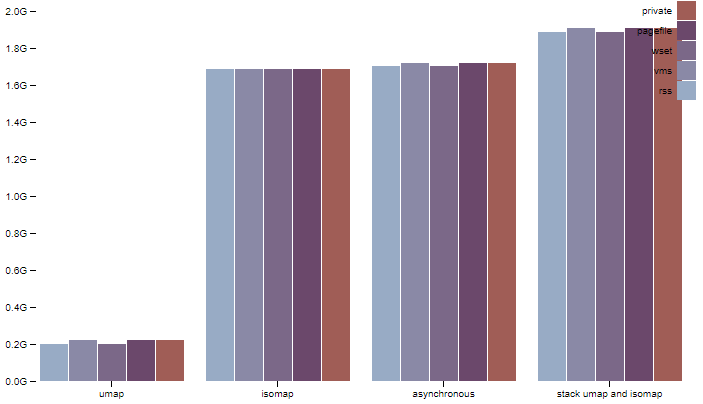 2.0G
1.8G
1.6G
1.4G
1.2G
1.0G
0.8G
0.6G
0.4G
0.2G
0.0G
umap
isomap
asynchronous
stack umap and isomap
private
pagefile
wset
vms
rss